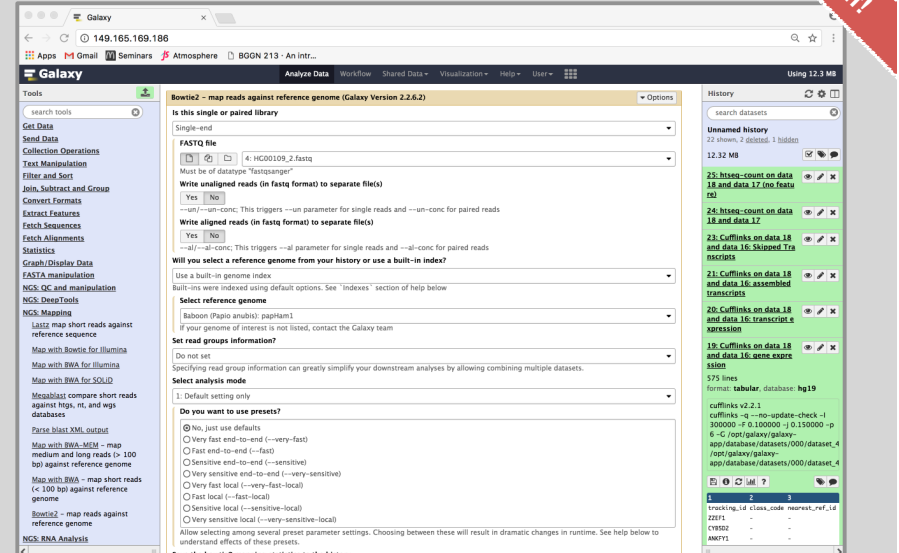 Galaxy
149.165.169.186
Apps Gmail Seminars Atmosphere BGGN 213 - An intr...
Galaxy
Analyze Data Workflow Shared Data Visualization Help User
Using 12.3 MB
Tools
search tools
Get Data
Send Data
Collection Operations
Text Manipulation
Filter and Sort
Join, Subtract and Group
Convert Formats
Extract Features
Fetch Sequences
Fetch Alignments
Statistics
Graph/Display Data
FASTA manipulation
NGS: QC and manipulation
NGS: DeepTools
NGS: Mapping
Lastz map short reads against
reference sequence
Map with Bowtie for Illumina
Map with BWA for Illumina
Map with BWA for SOLiD
Megablast compare short reads
against htgs, nt, and wgs
databases
Parse blast XML output
Map with BWA-MEM - map
medium and long reads (> 100
bp) against reference genome
Map with BWA - map short reads
(< 100 bp) against reference
genome
Bowtie2 - map reads against
reference genome
NGS: RNA Analysis
Bowtie2 - map reads against reference genome (Galaxy Version 2.2.6.2)
Options
Is this single or paired library
Single-end
FASTQ file
4: HG00109_2.fastq
Must be of datatype "fastqsanger"
Write unaligned reads (in fastq format) to separate file(s)
Yes No
--un/--un-conc; This triggers --un parameter for single reads and --un-conc for paired reads
Write aligned reads (in fastq format) to separate file(s)
Yes No
--al/--al-conc; This triggers --al parameter for single reads and --al-conc for paired reads
Will you select a reference genome from your history or use a built-in index?
Use a built-in genome index
Built-ins were indexed using default options. See `Indexes` section of help below
Select reference genome
Baboon (Papio anubis): papHam1
If your genome of interest is not listed, contact the Galaxy team
Set read groups information?
Do not set
Specifying read group information can greatly simplify your downstream analyses by allowing combining multiple datasets.
Select analysis mode
1: Default setting only
Do you want to use presets?
No, just use defaults
Very fast end-to-end (--very-fast)
Fast end-to-end (--fast)
Sensitive end-to-end (--sensitive)
Very sensitive end-to-end (--very-sensitive)
Very fast local (--very-fast-local)
Fast local (--fast-local)
Sensitive local (--sensitive-local)
Very sensitive local (--very-sensitive-local)
Allow selecting among several preset parameter settings. Choosing between these will result in dramatic changes in runtime. See help below to
understand effects of these presets.
History
search datasets
Unnamed history
22 shown, 2 deleted, 1 hidden
12.32 MB
25: htseq-count on data
18 and data 17 (no featu
re)
24: htseq-count on data
18 and data 17
23: Cufflinks on data 18
and data 16: Skipped Tra
nscripts
21: Cufflinks on data 18
and data 16: assembled
transcripts
20: Cufflinks on data 18
and data 16: transcript e
xpression
19: Cufflinks on data 18
and data 16: gene expre
ssion
575 lines
format: tabular, database: hg19
cufflinks v2.2.1
cufflinks -q --no-update-check -I
300000 -F 0.100000 -j 0.150000 -p
6 -G /opt/galaxy/galaxy-
app/database/datasets/000/dataset_4
/opt/galaxy/galaxy-
app/database/datasets/000/dataset_4
1 2 3
tracking_id class_code nearest_ref_id
ZZEF1 - -
CYB5D2 - -
ANKFY1 - -